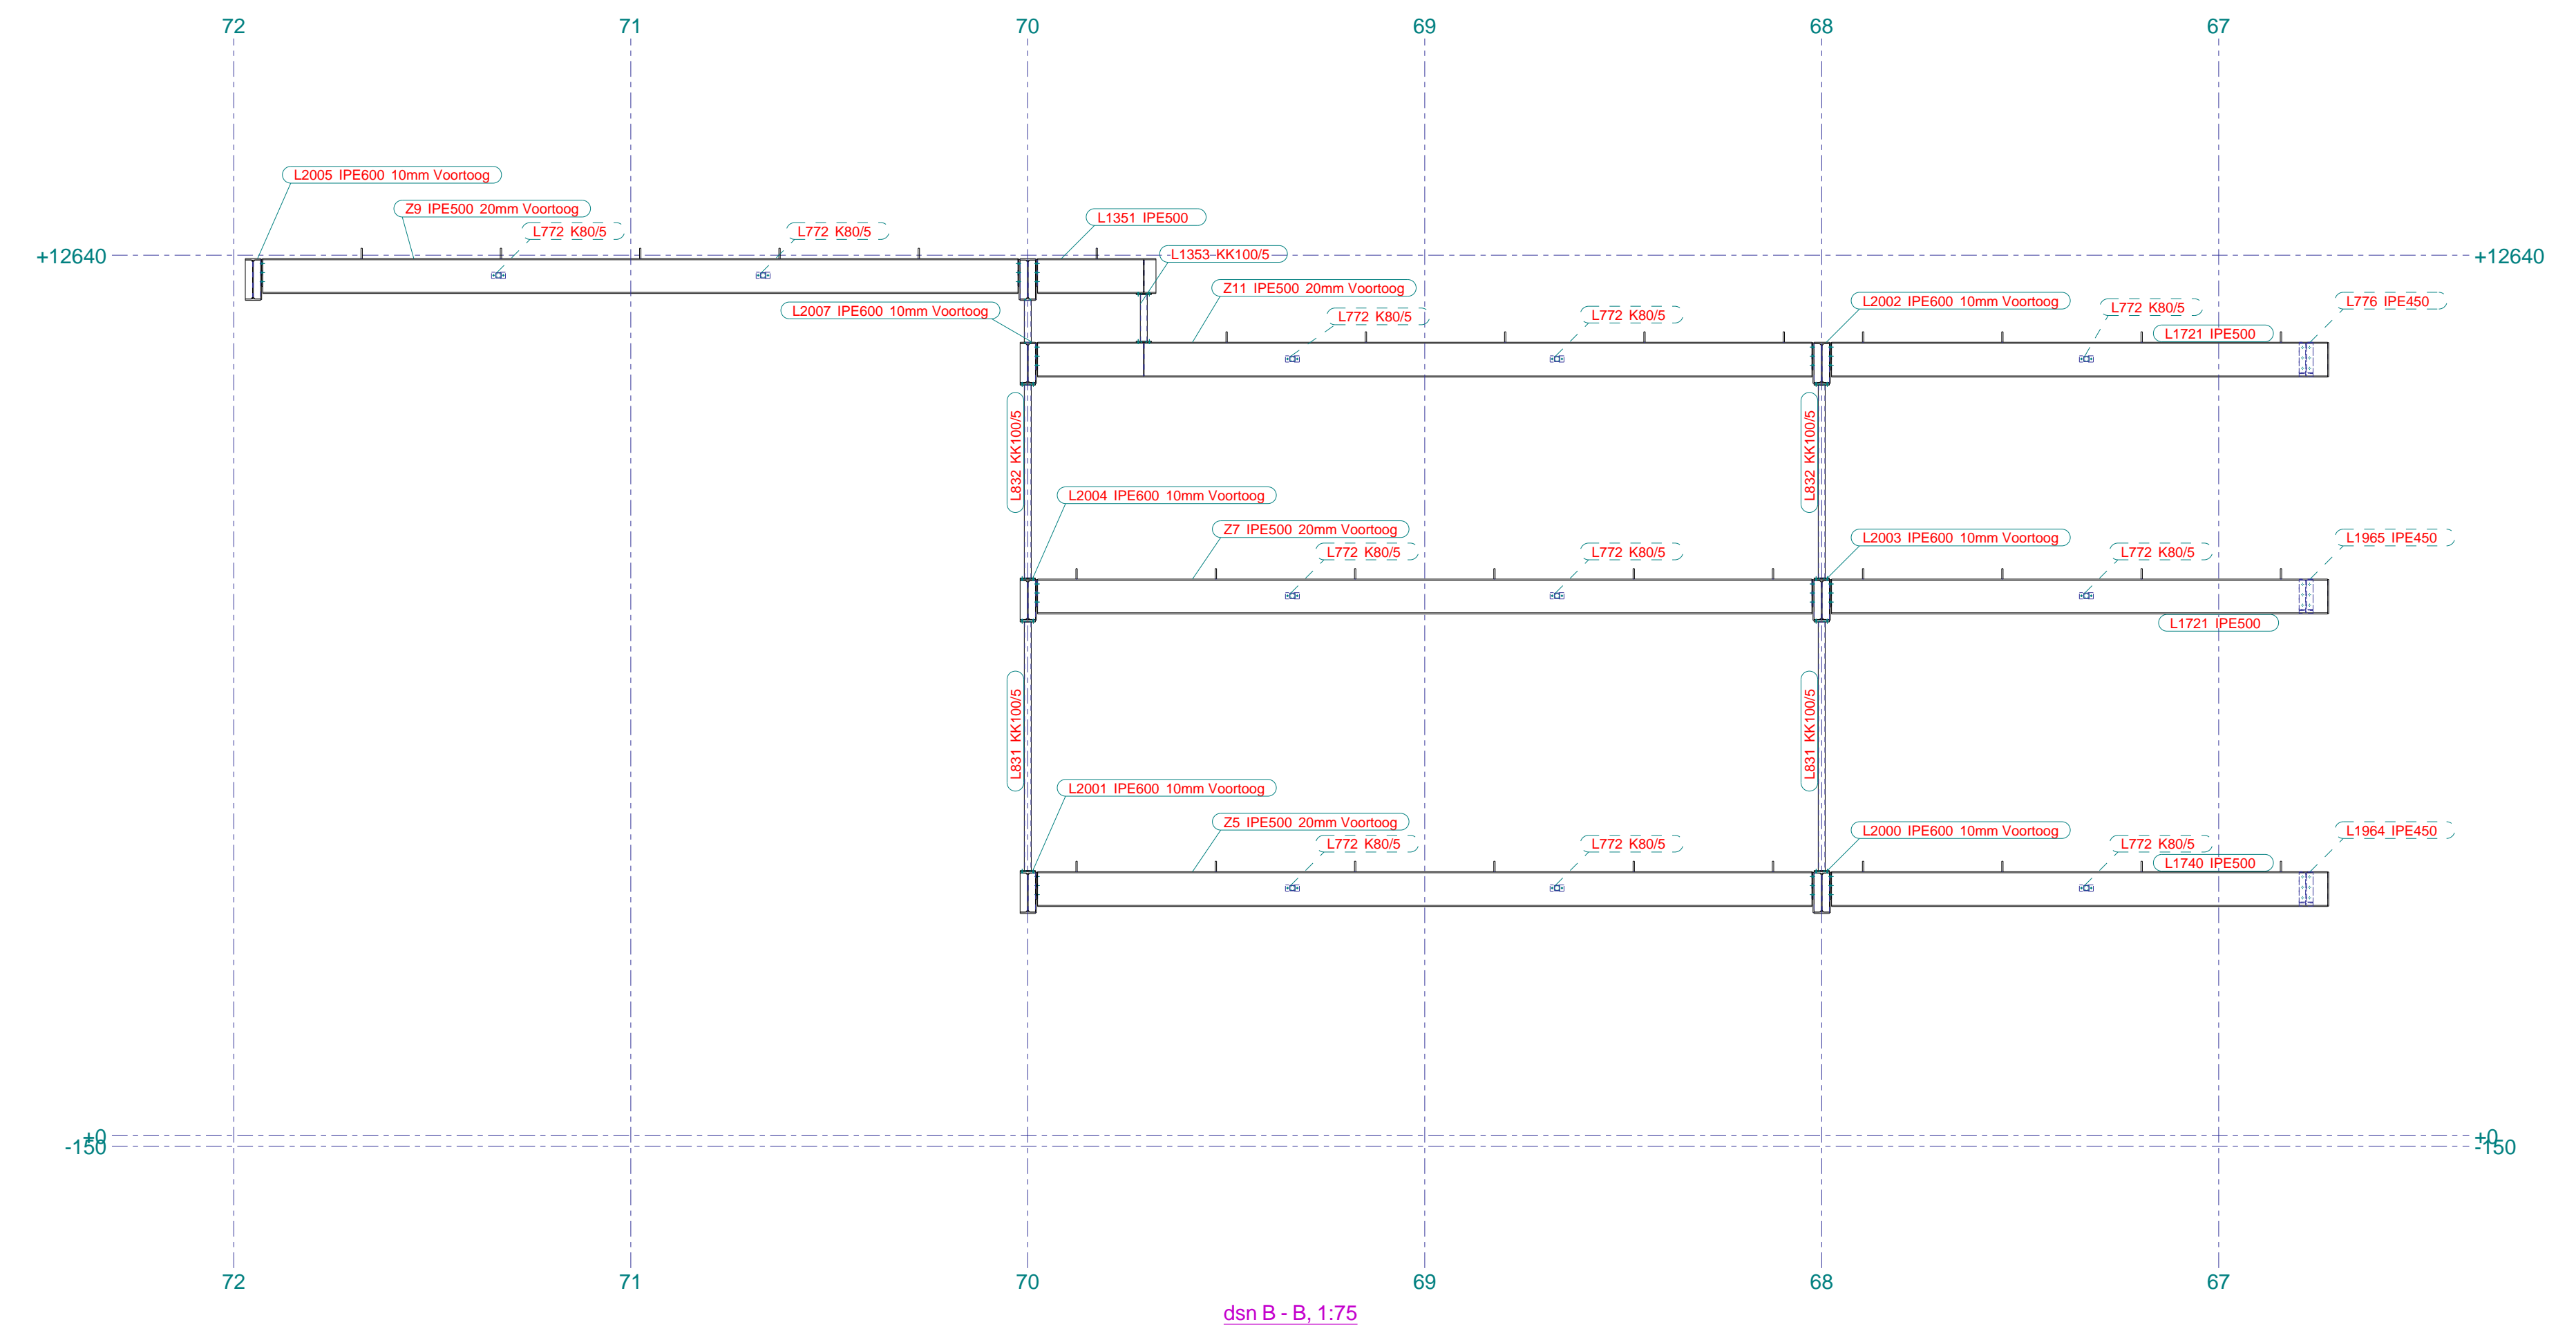 72 71 70 69 68 67
L2005 IPE600 10mm Voortoog
Z9 IPE500 20mm Voortoog
L1351 IPE500
L772 K80/5
L772 K80/5
+12640
L1353 KK100/5
+12640
Z11 IPE500 20mm Voortoog
L2007 IPE600 10mm Voortoog
L772 K80/5
L772 K80/5
L2002 IPE600 10mm Voortoog
L772 K80/5
L776 IPE450
L1721 IPE500
L832 KK100/5
L832 KK100/5
L2004 IPE600 10mm Voortoog
Z7 IPE500 20mm Voortoog
L772 K80/5
L772 K80/5
L2003 IPE600 10mm Voortoog
L772 K80/5
L1965 IPE450
L1721 IPE500
L831 KK100/5
L831 KK100/5
L2001 IPE600 10mm Voortoog
Z5 IPE500 20mm Voortoog
L772 K80/5
L772 K80/5
L2000 IPE600 10mm Voortoog
L772 K80/5
L1964 IPE450
L1740 IPE500
+0
+0
-150
-150
72 71 70 69 68 67
dsn B - B, 1:75